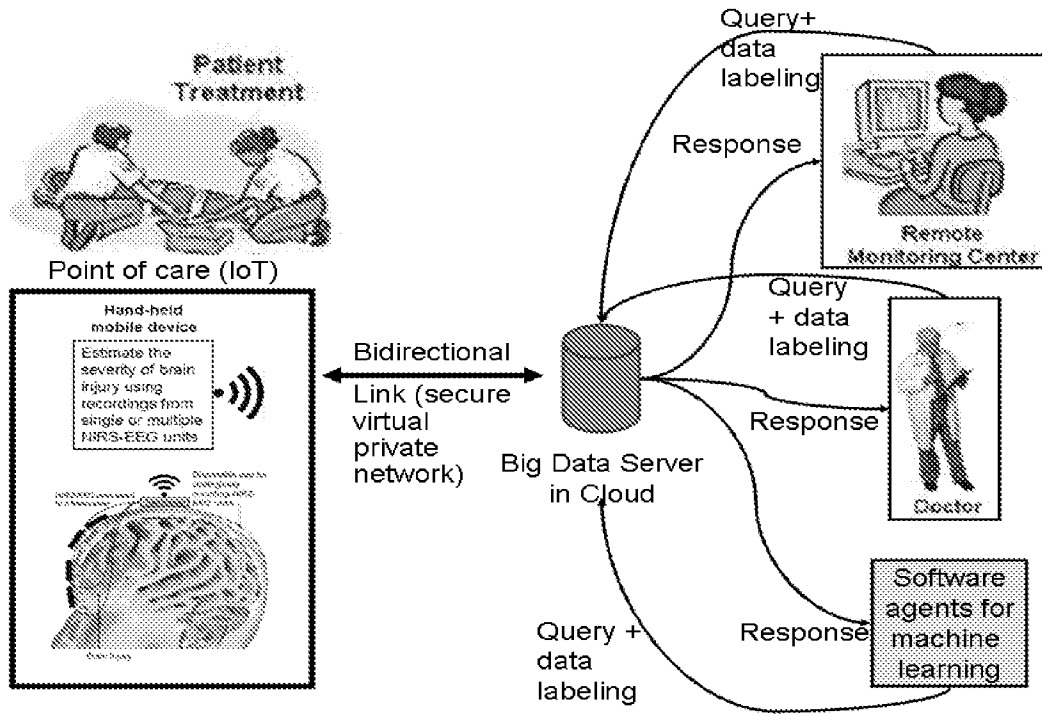 Patient
Treatment
Point of care (IoT)
Hand-held
mobile device
Estimate the
severity of brain
injury using
recordings from
single or multiple
NIRS-EEG units
Bidirectional
Link (secure
virtual
private
network)
Big Data Server
in Cloud
Query+
data
labeling
Response
Remote
Monitoring Center
Query
+ data
labeling
Response
Doctor
Query +
data
labeling
Response
Software
agents for
machine
learning